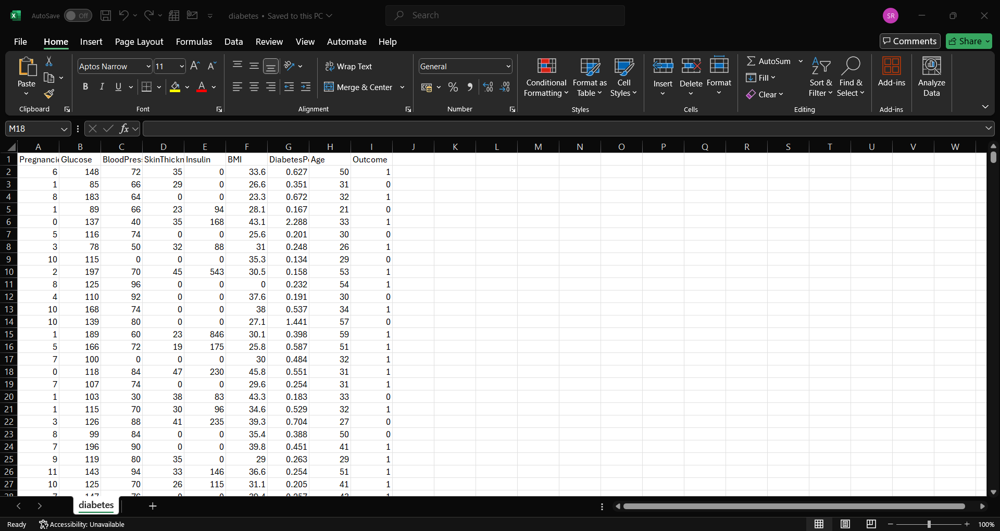 AutoSave Off diabetes • Saved to this PC Search SR
File Home Insert Page Layout Formulas Data Review View Automate Help Comments Share
Paste
Clipboard
Aptos Narrow 11
B I U A
Font
Wrap Text
Merge & Center
Alignment
General
Number
Conditional Formatting
Format as Table
Cell Styles
Styles
Insert Delete Format
Cells
AutoSum
Fill
Clear
Sort & Filter
Find & Select
Editing
Add-ins
Add-ins
Analyze Data
M18 fx
A B C D E F G H I J K L M N O P Q R S T U V W
1 Pregnancie Glucose BloodPress SkinThickn Insulin BMI DiabetesPe Age Outcome
2 6 148 72 35 0 33.6 0.627 50 1
3 1 85 66 29 0 26.6 0.351 31 0
4 8 183 64 0 0 23.3 0.672 32 1
5 1 89 66 23 94 28.1 0.167 21 0
6 0 137 40 35 168 43.1 2.288 33 1
7 5 116 74 0 0 25.6 0.201 30 0
8 3 78 50 32 88 31 0.248 26 1
9 10 115 0 0 0 35.3 0.134 29 0
10 2 197 70 45 543 30.5 0.158 53 1
11 8 125 96 0 0 0 0.232 54 1
12 4 110 92 0 0 37.6 0.191 30 0
13 10 168 74 0 0 38 0.537 34 1
14 10 139 80 0 0 27.1 1.441 57 0
15 1 189 60 23 846 30.1 0.398 59 1
16 5 166 72 19 175 25.8 0.587 51 1
17 7 100 0 0 0 30 0.484 32 1
18 0 118 84 47 230 45.8 0.551 31 1
19 7 107 74 0 0 29.6 0.254 31 1
20 1 103 30 38 83 43.3 0.183 33 0
21 1 115 70 30 96 34.6 0.529 32 1
22 3 126 88 41 235 39.3 0.704 27 0
23 8 99 84 0 0 35.4 0.388 50 0
24 7 196 90 0 0 39.8 0.451 41 1
25 9 119 80 35 0 29 0.263 29 1
26 11 143 94 33 146 36.6 0.254 51 1
27 10 125 70 26 115 31.1 0.205 41 1
28 7 147 76 0 0 39.4 0.257 43 1
diabetes
Ready Accessibility: Unavailable 100%